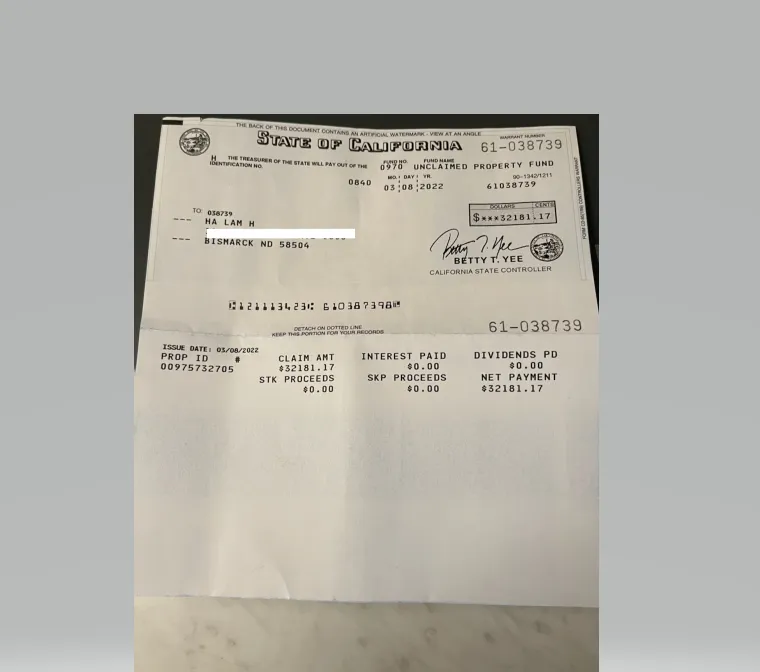 THE BACK OF THIS DOCUMENT CONTAINS AN ARTIFICIAL WATERMARK - VIEW AT AN ANGLE
STATE OF CALIFORNIA
WARRANT NUMBER
61-038739
H THE TREASURER OF THE STATE WILL PAY OUT OF THE
IDENTIFICATION NO.
FUND NO. FUND NAME
0970 UNCLAIMED PROPERTY FUND
0840
MO. DAY YR.
03 08 2022
90-1342/1211
61038739
DOLLARS CENTS
$***32181.17
TO: 038739
--- HA LAM H
--- BISMARCK ND 58504
Betty T. Yee
BETTY T. YEE
CALIFORNIA STATE CONTROLLER
DETACH ON DOTTED LINE
KEEP THIS PORTION FOR YOUR RECORDS
61-038739
ISSUE DATE: 03/08/2022
PROP ID # CLAIM AMT INTEREST PAID DIVIDENDS PD
00975732705 $32181.17 $0.00 $0.00
STK PROCEEDS SKP PROCEEDS NET PAYMENT
$0.00 $0.00 $32181.17